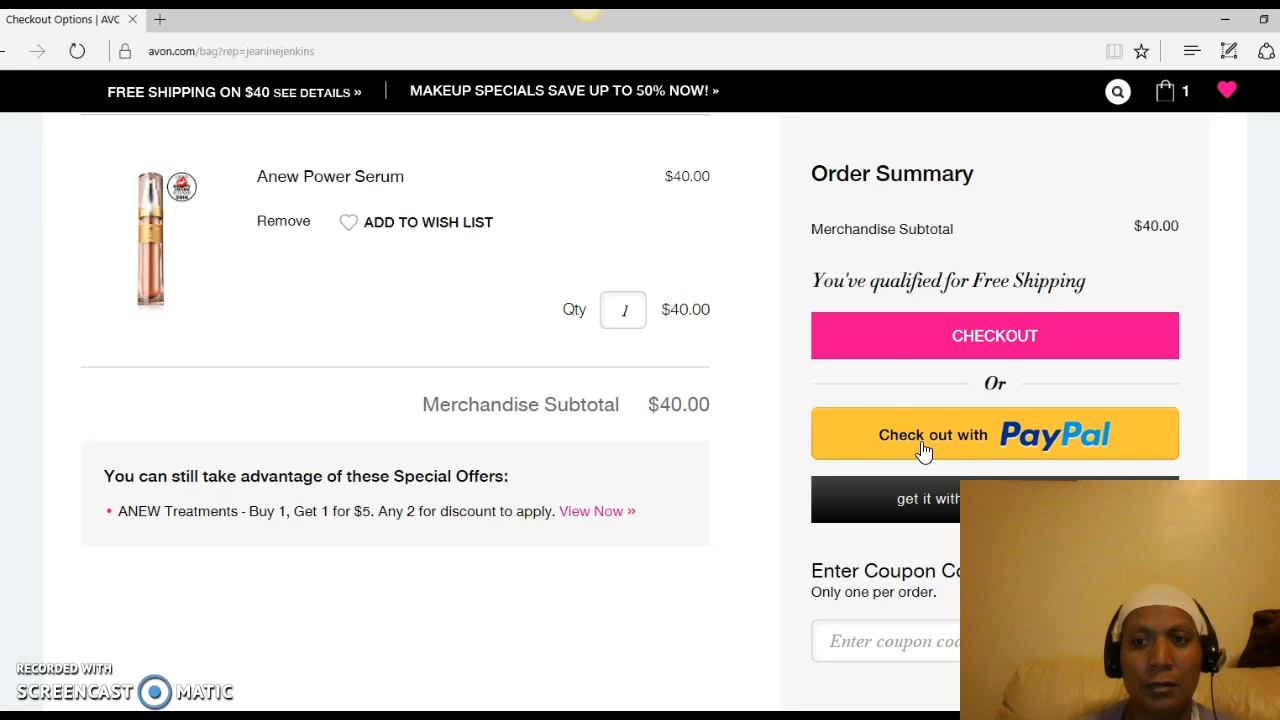 Checkout Options | AVC
avon.com/bag?rep=jeaninejenkins
FREE SHIPPING ON $40 SEE DETAILS »
MAKEUP SPECIALS SAVE UP TO 50% NOW! »
1
Anew Power Serum
$40.00
Remove
ADD TO WISH LIST
Qty 1 $40.00
Merchandise Subtotal $40.00
You can still take advantage of these Special Offers:
• ANEW Treatments - Buy 1, Get 1 for $5. Any 2 for discount to apply. View Now »
Order Summary
Merchandise Subtotal $40.00
You've qualified for Free Shipping
CHECKOUT
Or
Check out with PayPal
get it with
Enter Coupon Co
Only one per order.
Enter coupon cod
RECORDED WITH
SCREENCAST MATIC